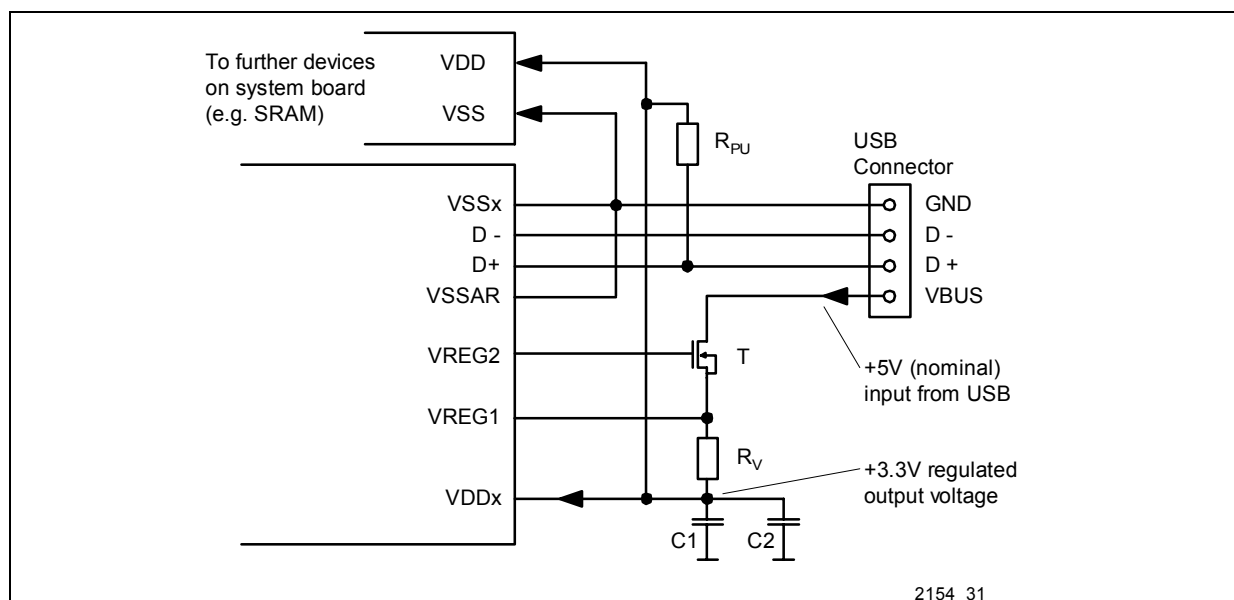 To further devices
on system board
(e.g. SRAM)
VDD
VSS
RPU
USB
Connector
VSSx
GND
D -
D -
D+
D +
VSSAR
VBUS
VREG2
T
+5V (nominal)
input from USB
VREG1
RV
+3.3V regulated
output voltage
VDDx
C1
C2
2154_31